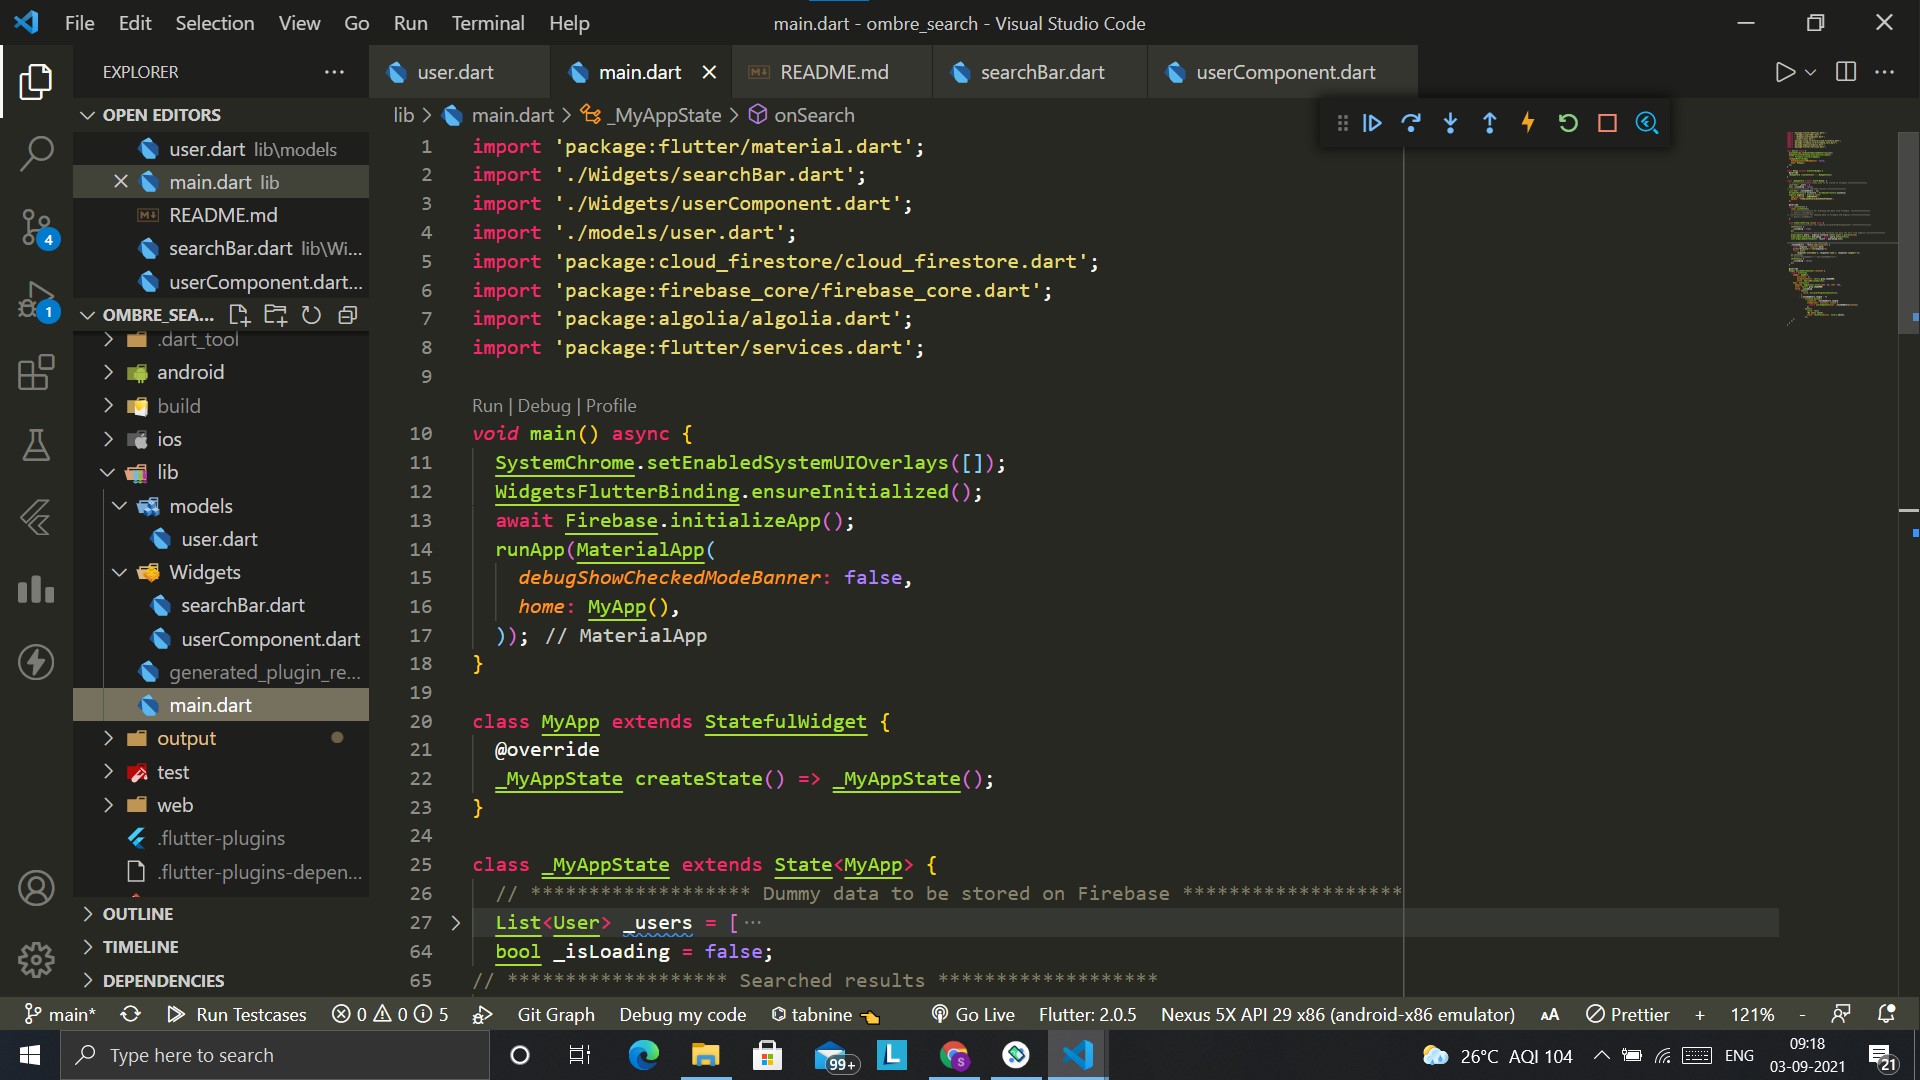 File Edit Selection View Go Run Terminal Help
main.dart - ombre_search - Visual Studio Code
EXPLORER
user.dart
main.dart
README.md
searchBar.dart
userComponent.dart
OPEN EDITORS
user.dart lib\models
main.dart lib
README.md
searchBar.dart lib\Wi...
userComponent.dart...
OMBRE_SEA...
.dart_tool
android
build
ios
lib
models
user.dart
Widgets
searchBar.dart
userComponent.dart
generated_plugin_re...
main.dart
output
test
web
.flutter-plugins
.flutter-plugins-depen...
OUTLINE
TIMELINE
DEPENDENCIES
4
1
lib > main.dart > _MyAppState > onSearch
1 import 'package:flutter/material.dart';
2 import './Widgets/searchBar.dart';
3 import './Widgets/userComponent.dart';
4 import './models/user.dart';
5 import 'package:cloud_firestore/cloud_firestore.dart';
6 import 'package:firebase_core/firebase_core.dart';
7 import 'package:algolia/algolia.dart';
8 import 'package:flutter/services.dart';
9
Run | Debug | Profile
10 void main() async {
11 SystemChrome.setEnabledSystemUIOverlays([]);
12 WidgetsFlutterBinding.ensureInitialized();
13 await Firebase.initializeApp();
14 runApp(MaterialApp(
15 debugShowCheckedModeBanner: false,
16 home: MyApp(),
17 )); // MaterialApp
18 }
19
20 class MyApp extends StatefulWidget {
21 @override
22 _MyAppState createState() => _MyAppState();
23 }
24
25 class _MyAppState extends State<MyApp> {
26 // ******************* Dummy data to be stored on Firebase *******************
27 List<User> _users = [ ...
64 bool _isLoading = false;
65 // ******************* Searched results *******************
main* Run Testcases 0 0 5 Git Graph Debug my code tabnine Go Live Flutter: 2.0.5 Nexus 5X API 29 x86 (android-x86 emulator) AA Prettier + 121% -
Type here to search
99+
L
S
26°C AQI 104
ENG
09:18
03-09-2021
21